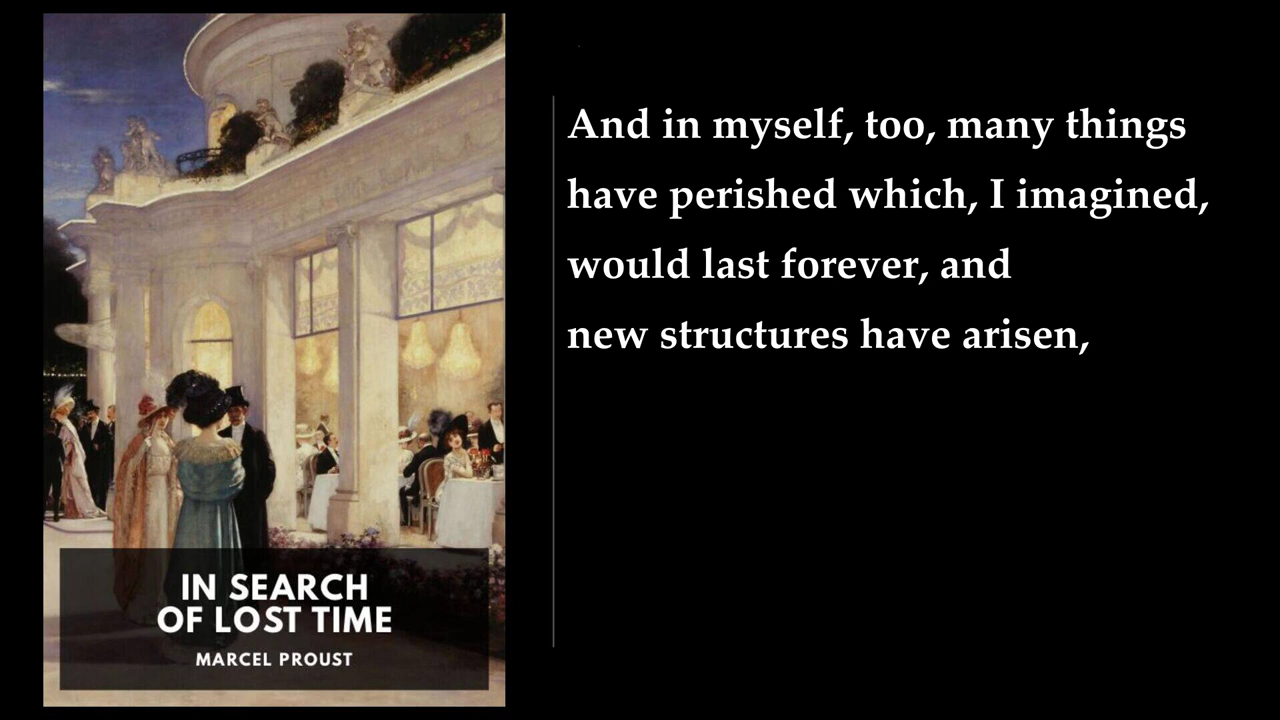 And in myself, too, many things
have perished which, I imagined,
would last forever, and
new structures have arisen,
IN SEARCH
OF LOST TIME
MARCEL PROUST